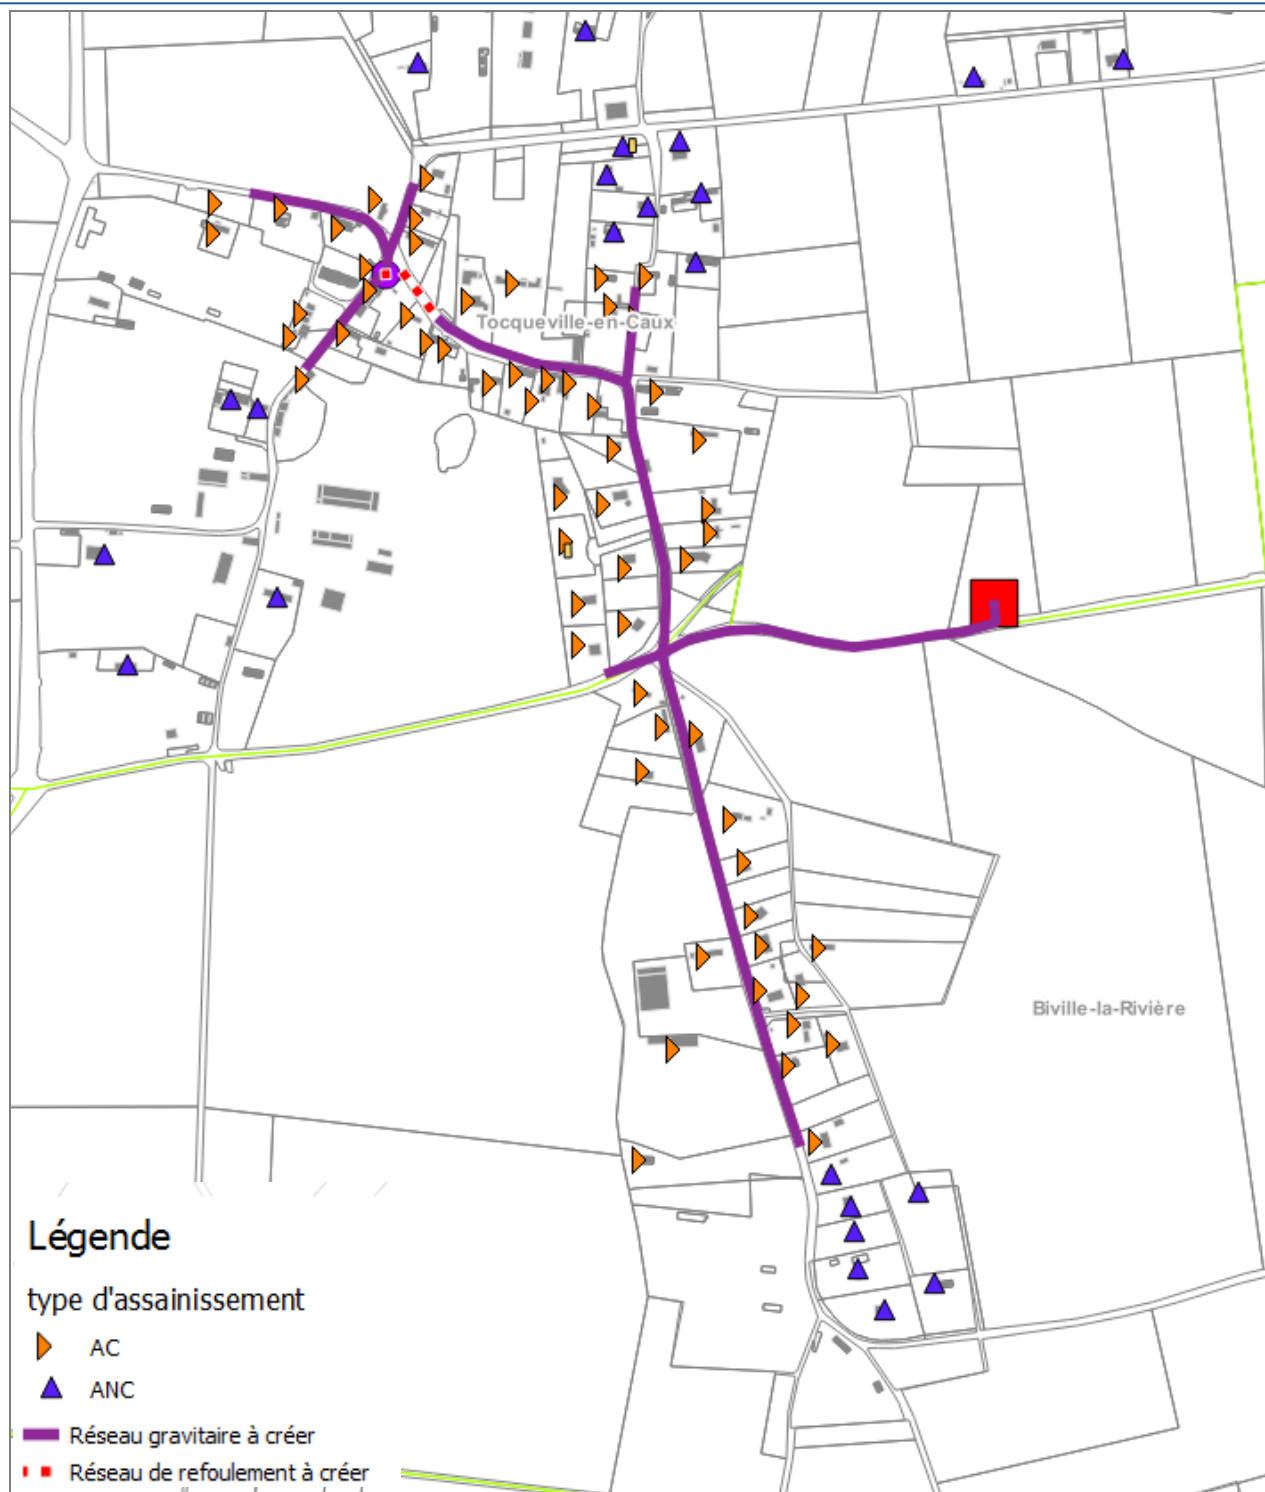 Tocqueville-en-Caux
Biville-la-Rivière
Légende
type d'assainissement
AC
ANC
Réseau gravitaire à créer
Réseau de refoulement à créer